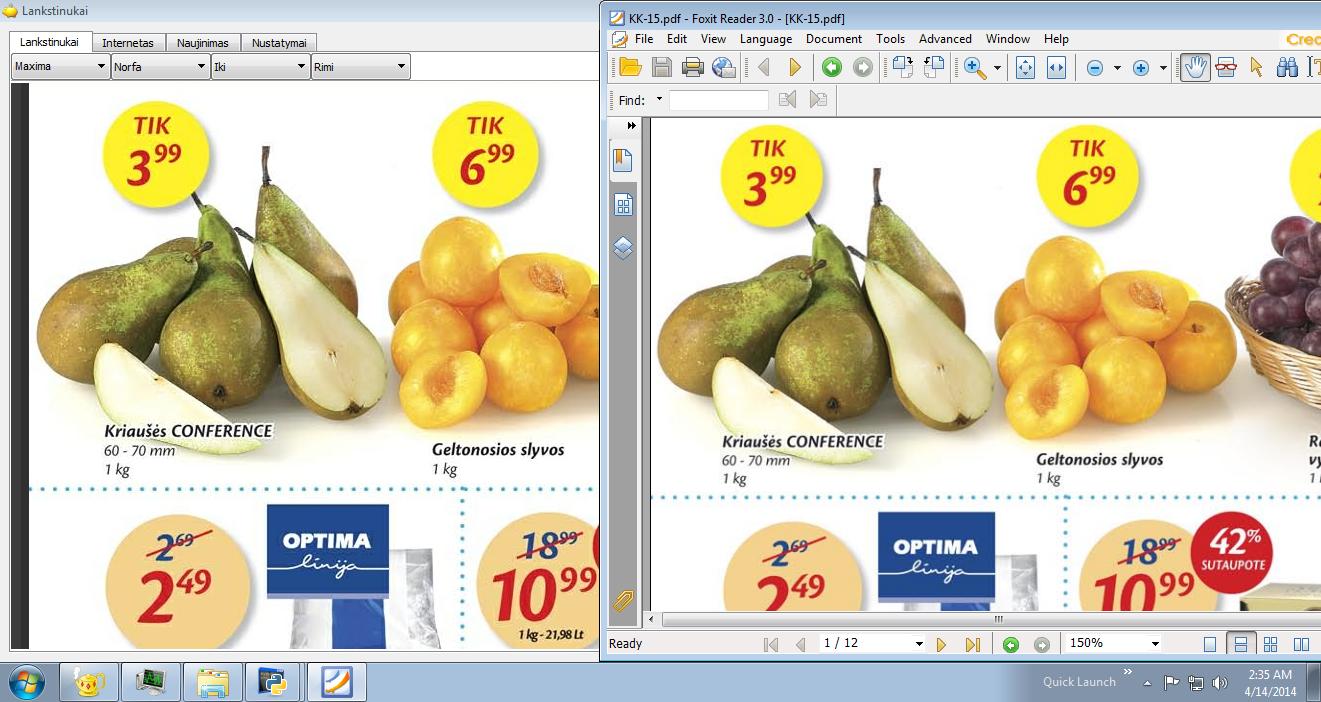 Lankstinukai
Lankstinukai Internetas Naujinimas Nustatymai
Maxima Norfa Iki Rimi
TIK
3 99
TIK
6 99
Kriaušės CONFERENCE
60 - 70 mm
1 kg
Geltonosios slyvos
1 kg
2 69
2 49
OPTIMA
linija
18 99
10 99
1 kg - 21,98 Lt
KK-15.pdf - Foxit Reader 3.0 - [KK-15.pdf]
File Edit View Language Document Tools Advanced Window Help
Find:
TIK
3 99
TIK
6 99
Kriaušės CONFERENCE
60 - 70 mm
1 kg
Geltonosios slyvos
1 kg
2 69
2 49
OPTIMA
linija
18 99
10 99
42%
SUTAUPOTE
Ready
1 / 12
150%
Quick Launch
2:35 AM
4/14/2014